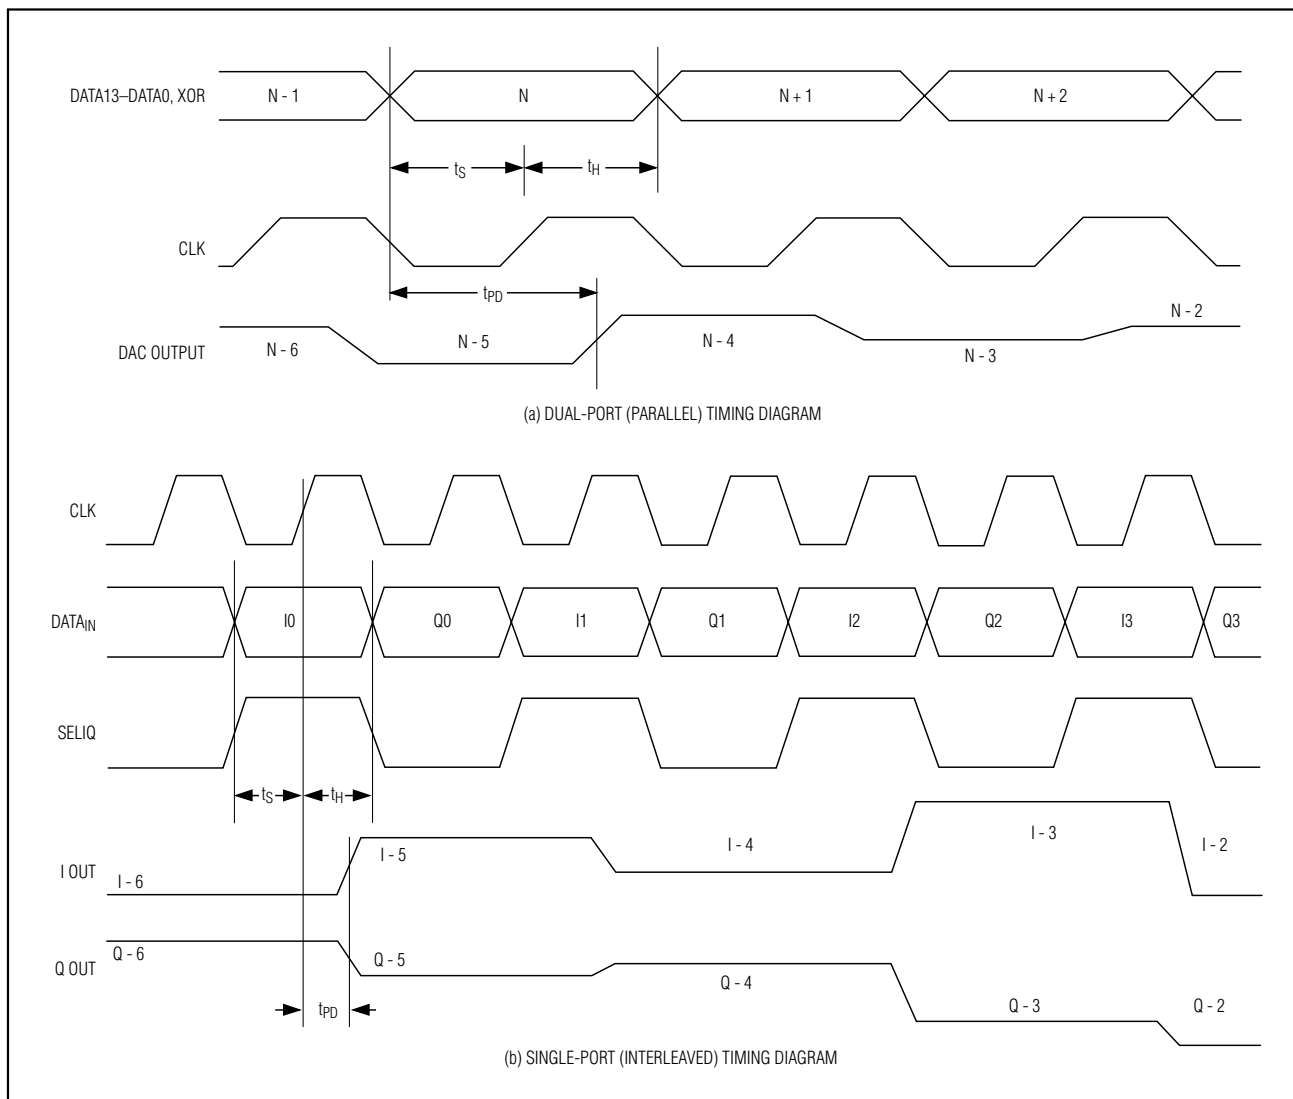 DATA13–DATA0, XOR
N - 1
N
N + 1
N + 2
tS
tH
CLK
tPD
DAC OUTPUT
N - 6
N - 5
N - 4
N - 3
N - 2
(a) DUAL-PORT (PARALLEL) TIMING DIAGRAM
CLK
DATAIN
I0
Q0
I1
Q1
I2
Q2
I3
Q3
SELIQ
tS
tH
I OUT
I - 6
I - 5
I - 4
I - 3
I - 2
Q OUT
Q - 6
Q - 5
Q - 4
Q - 3
Q - 2
tPD
(b) SINGLE-PORT (INTERLEAVED) TIMING DIAGRAM